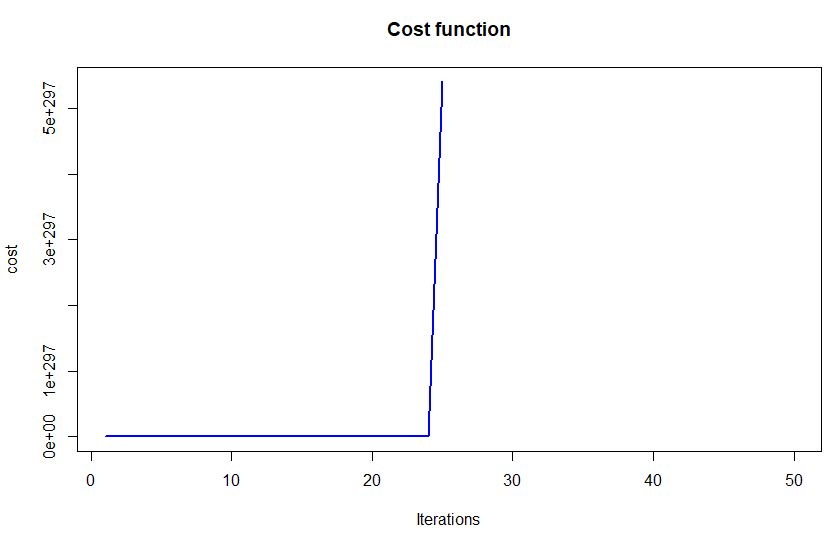 Cost function
cost
5e+297
3e+297
1e+297
0e+00
0 10 20 30 40 50
Iterations